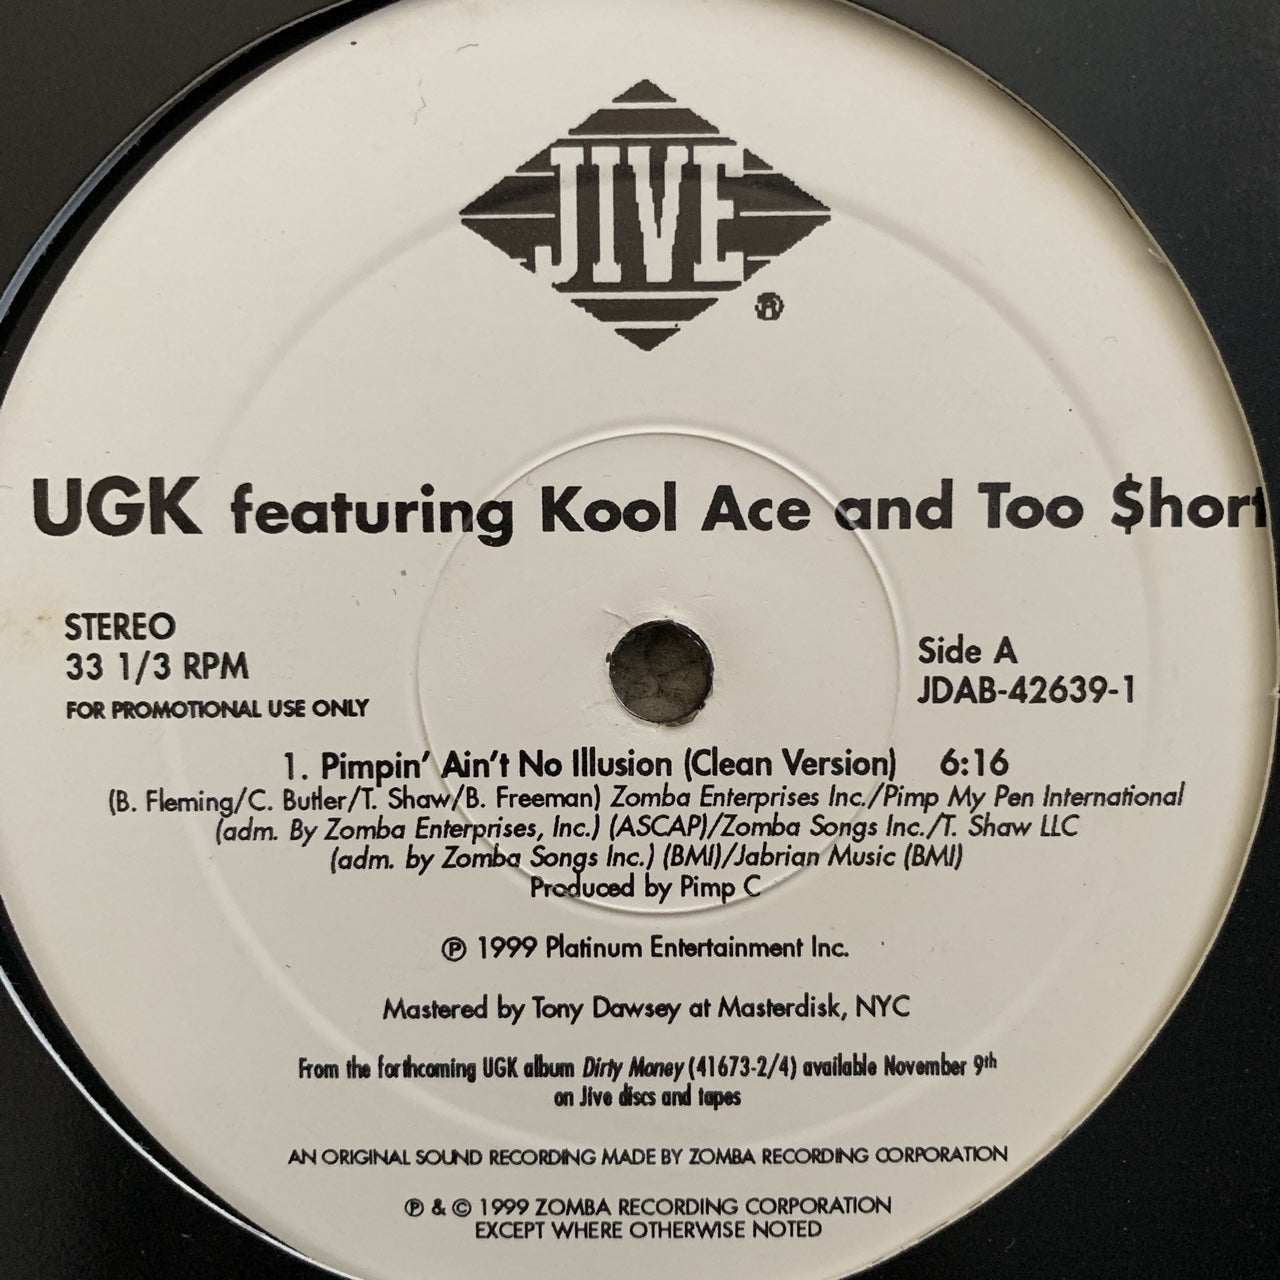 JIVE
®
UGK featuring Kool Ace and Too $hort
STEREO
33 1/3 RPM
FOR PROMOTIONAL USE ONLY
Side A
JDAB-42639-1
1. Pimpin' Ain't No Illusion (Clean Version) 6:16
(B. Fleming/C. Butler/T. Shaw/B. Freeman) Zomba Enterprises Inc./Pimp My Pen International
(adm. By Zomba Enterprises, Inc.) (ASCAP)/Zomba Songs Inc./T. Shaw LLC
(adm. by Zomba Songs Inc.) (BMI)/Jabrian Music (BMI)
Produced by Pimp C
℗ 1999 Platinum Entertainment Inc.
Mastered by Tony Dawsey at Masterdisk, NYC
From the forthcoming UGK album Dirty Money (41673-2/4) available November 9th
on Jive discs and tapes
AN ORIGINAL SOUND RECORDING MADE BY ZOMBA RECORDING CORPORATION
℗ & © 1999 ZOMBA RECORDING CORPORATION
EXCEPT WHERE OTHERWISE NOTED